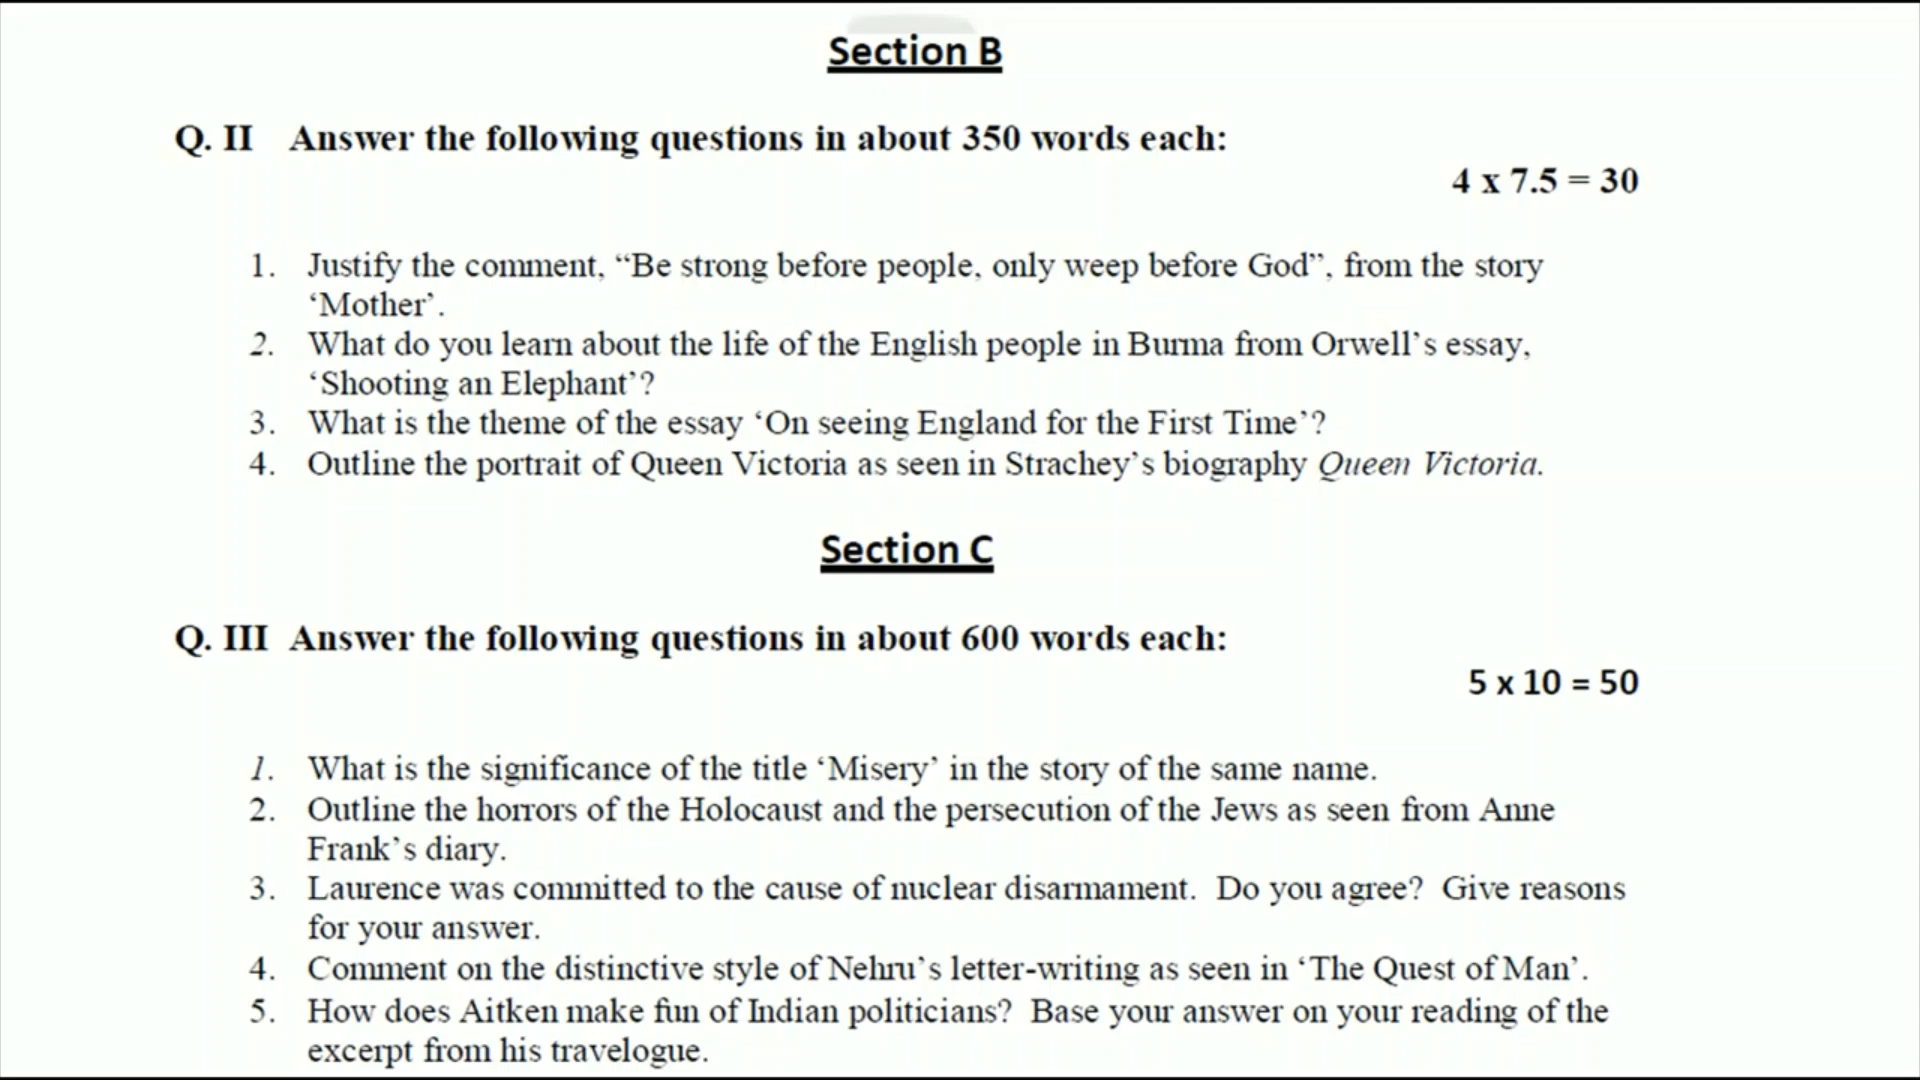 Section B
Q. II Answer the following questions in about 350 words each:
4 x 7.5 = 30
1. Justify the comment, “Be strong before people, only weep before God”, from the story
‘Mother’.
2. What do you learn about the life of the English people in Burma from Orwell’s essay,
‘Shooting an Elephant’?
3. What is the theme of the essay ‘On seeing England for the First Time’?
4. Outline the portrait of Queen Victoria as seen in Strachey’s biography Queen Victoria.
Section C
Q. III Answer the following questions in about 600 words each:
5 x 10 = 50
1. What is the significance of the title ‘Misery’ in the story of the same name.
2. Outline the horrors of the Holocaust and the persecution of the Jews as seen from Anne
Frank’s diary.
3. Laurence was committed to the cause of nuclear disarmament. Do you agree? Give reasons
for your answer.
4. Comment on the distinctive style of Nehru’s letter-writing as seen in ‘The Quest of Man’.
5. How does Aitken make fun of Indian politicians? Base your answer on your reading of the
excerpt from his travelogue.